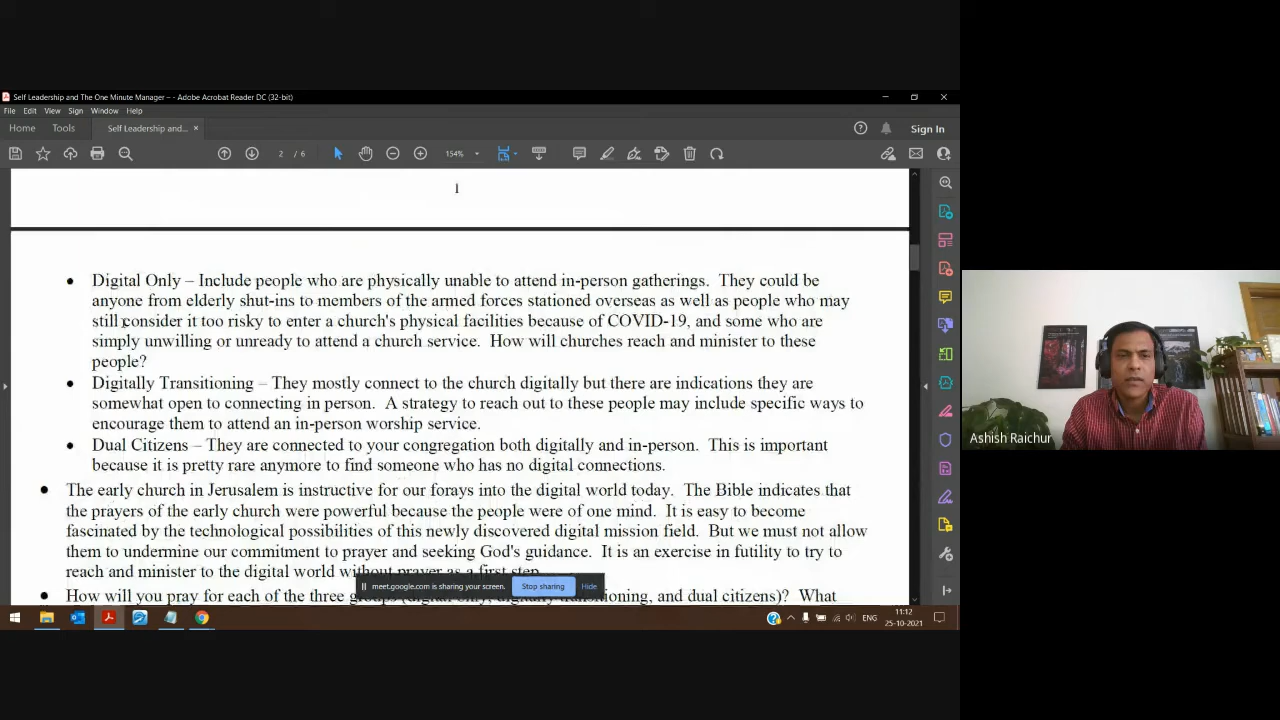 Self Leadership and The One Minute Manager – - Adobe Acrobat Reader DC (32-bit)
File Edit View Sign Window Help
Home Tools Self Leadership and... × Sign In
2 / 6 154%
1
• Digital Only – Include people who are physically unable to attend in-person gatherings. They could be
anyone from elderly shut-ins to members of the armed forces stationed overseas as well as people who may
still consider it too risky to enter a church's physical facilities because of COVID-19, and some who are
simply unwilling or unready to attend a church service. How will churches reach and minister to these
people?
• Digitally Transitioning – They mostly connect to the church digitally but there are indications they are
somewhat open to connecting in person. A strategy to reach out to these people may include specific ways to
encourage them to attend an in-person worship service.
• Dual Citizens – They are connected to your congregation both digitally and in-person. This is important
because it is pretty rare anymore to find someone who has no digital connections.
• The early church in Jerusalem is instructive for our forays into the digital world today. The Bible indicates that
the prayers of the early church were powerful because the people were of one mind. It is easy to become
fascinated by the technological possibilities of this newly discovered digital mission field. But we must not allow
them to undermine our commitment to prayer and seeking God's guidance. It is an exercise in futility to try to
reach and minister to the digital world without prayer as a first step.
• How will you pray for each of the three groups (digital only, digitally transitioning, and dual citizens)? What
meet.google.com is sharing your screen. Stop sharing Hide
ENG 11:12
25-10-2021
Ashish Raichur